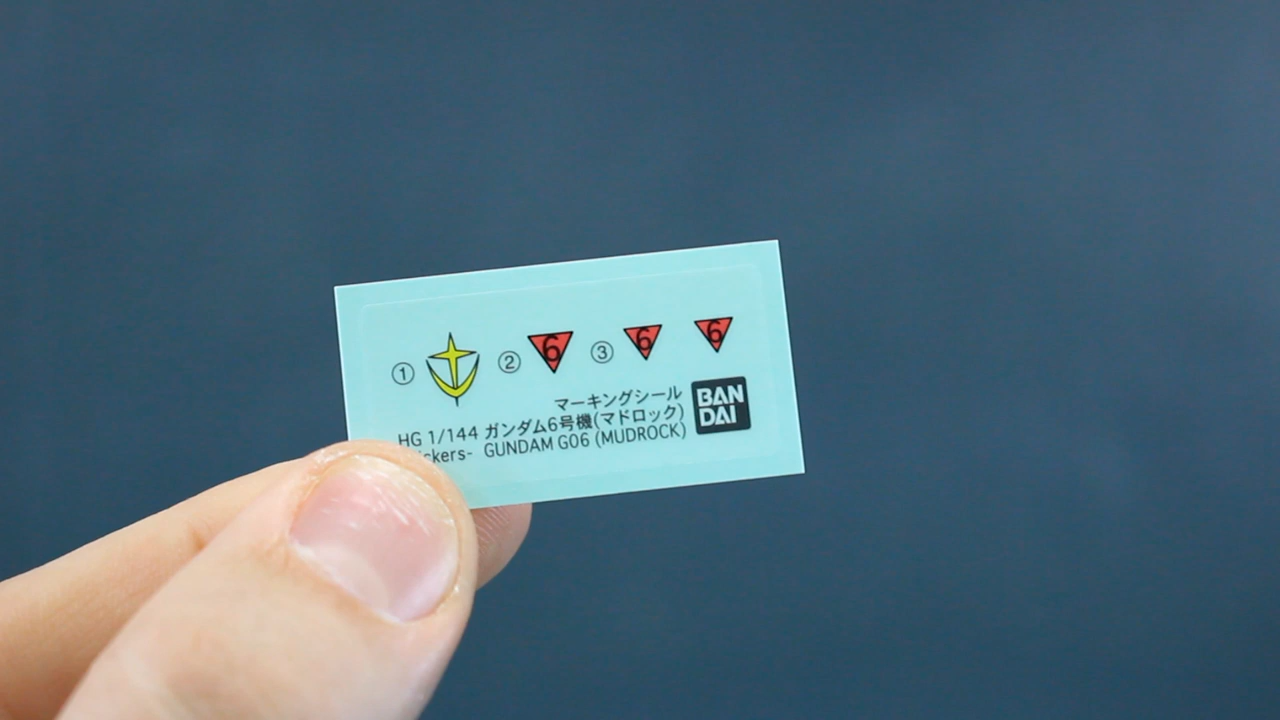 ① ② 6 ③ 6 6
マーキングシール
HG 1/144 ガンダム6号機(マドロック)
GUNDAM G06 (MUDROCK)
BAN
DAI